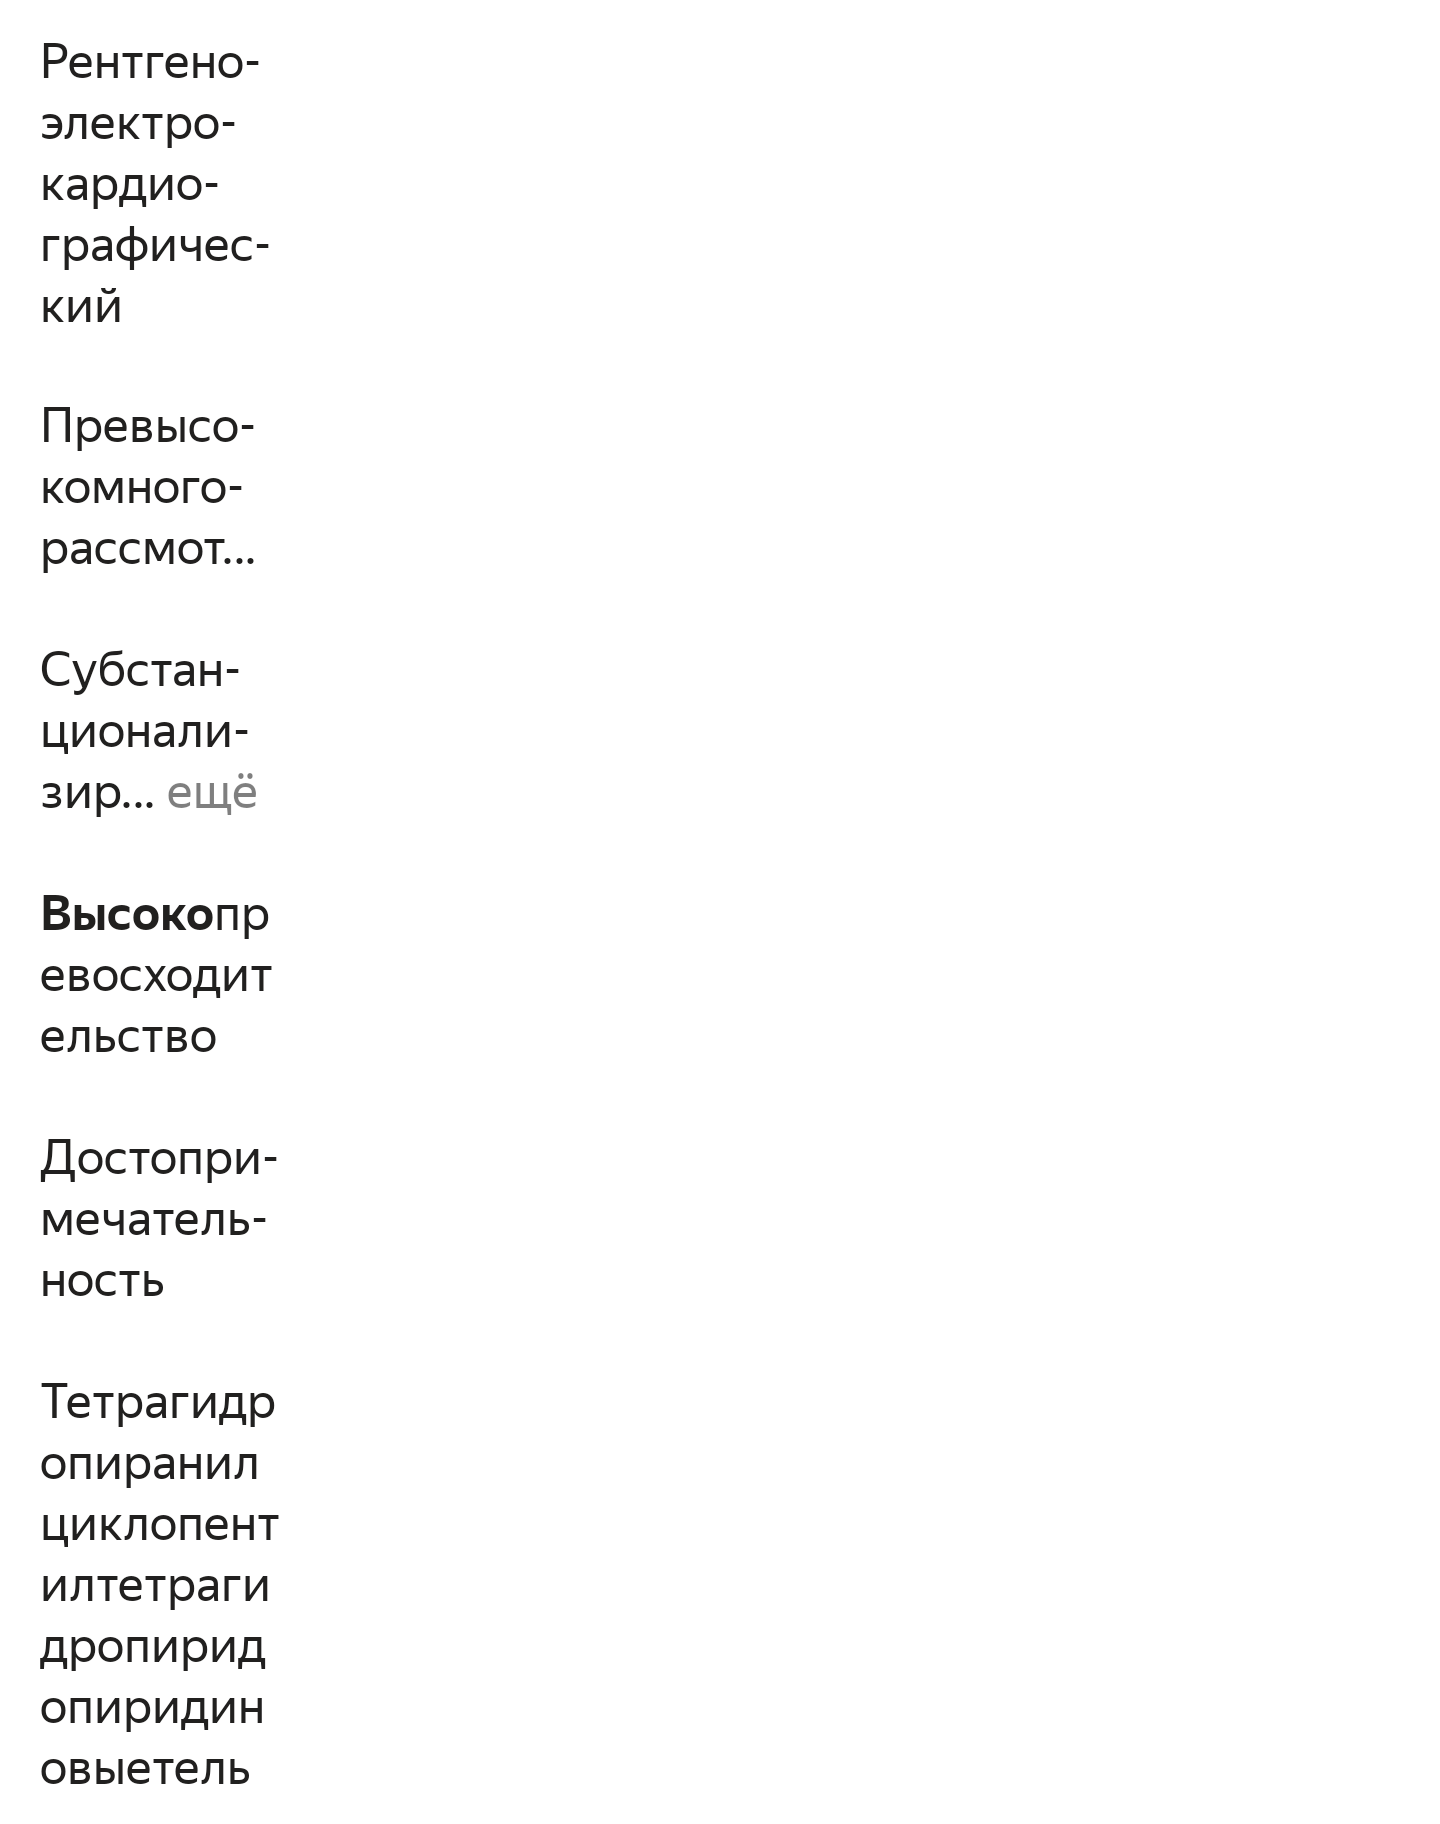 Рентгено-
электро-
кардио-
графичес-
кий
Превысо-
комного-
рассмот...
Субстан-
ционали-
зир... ещё
Высокопр
евосходит
ельство
Достопри-
мечатель-
ность
Тетрагидр
опиранил
циклопент
илтетраги
дропирид
опиридин
овыетель